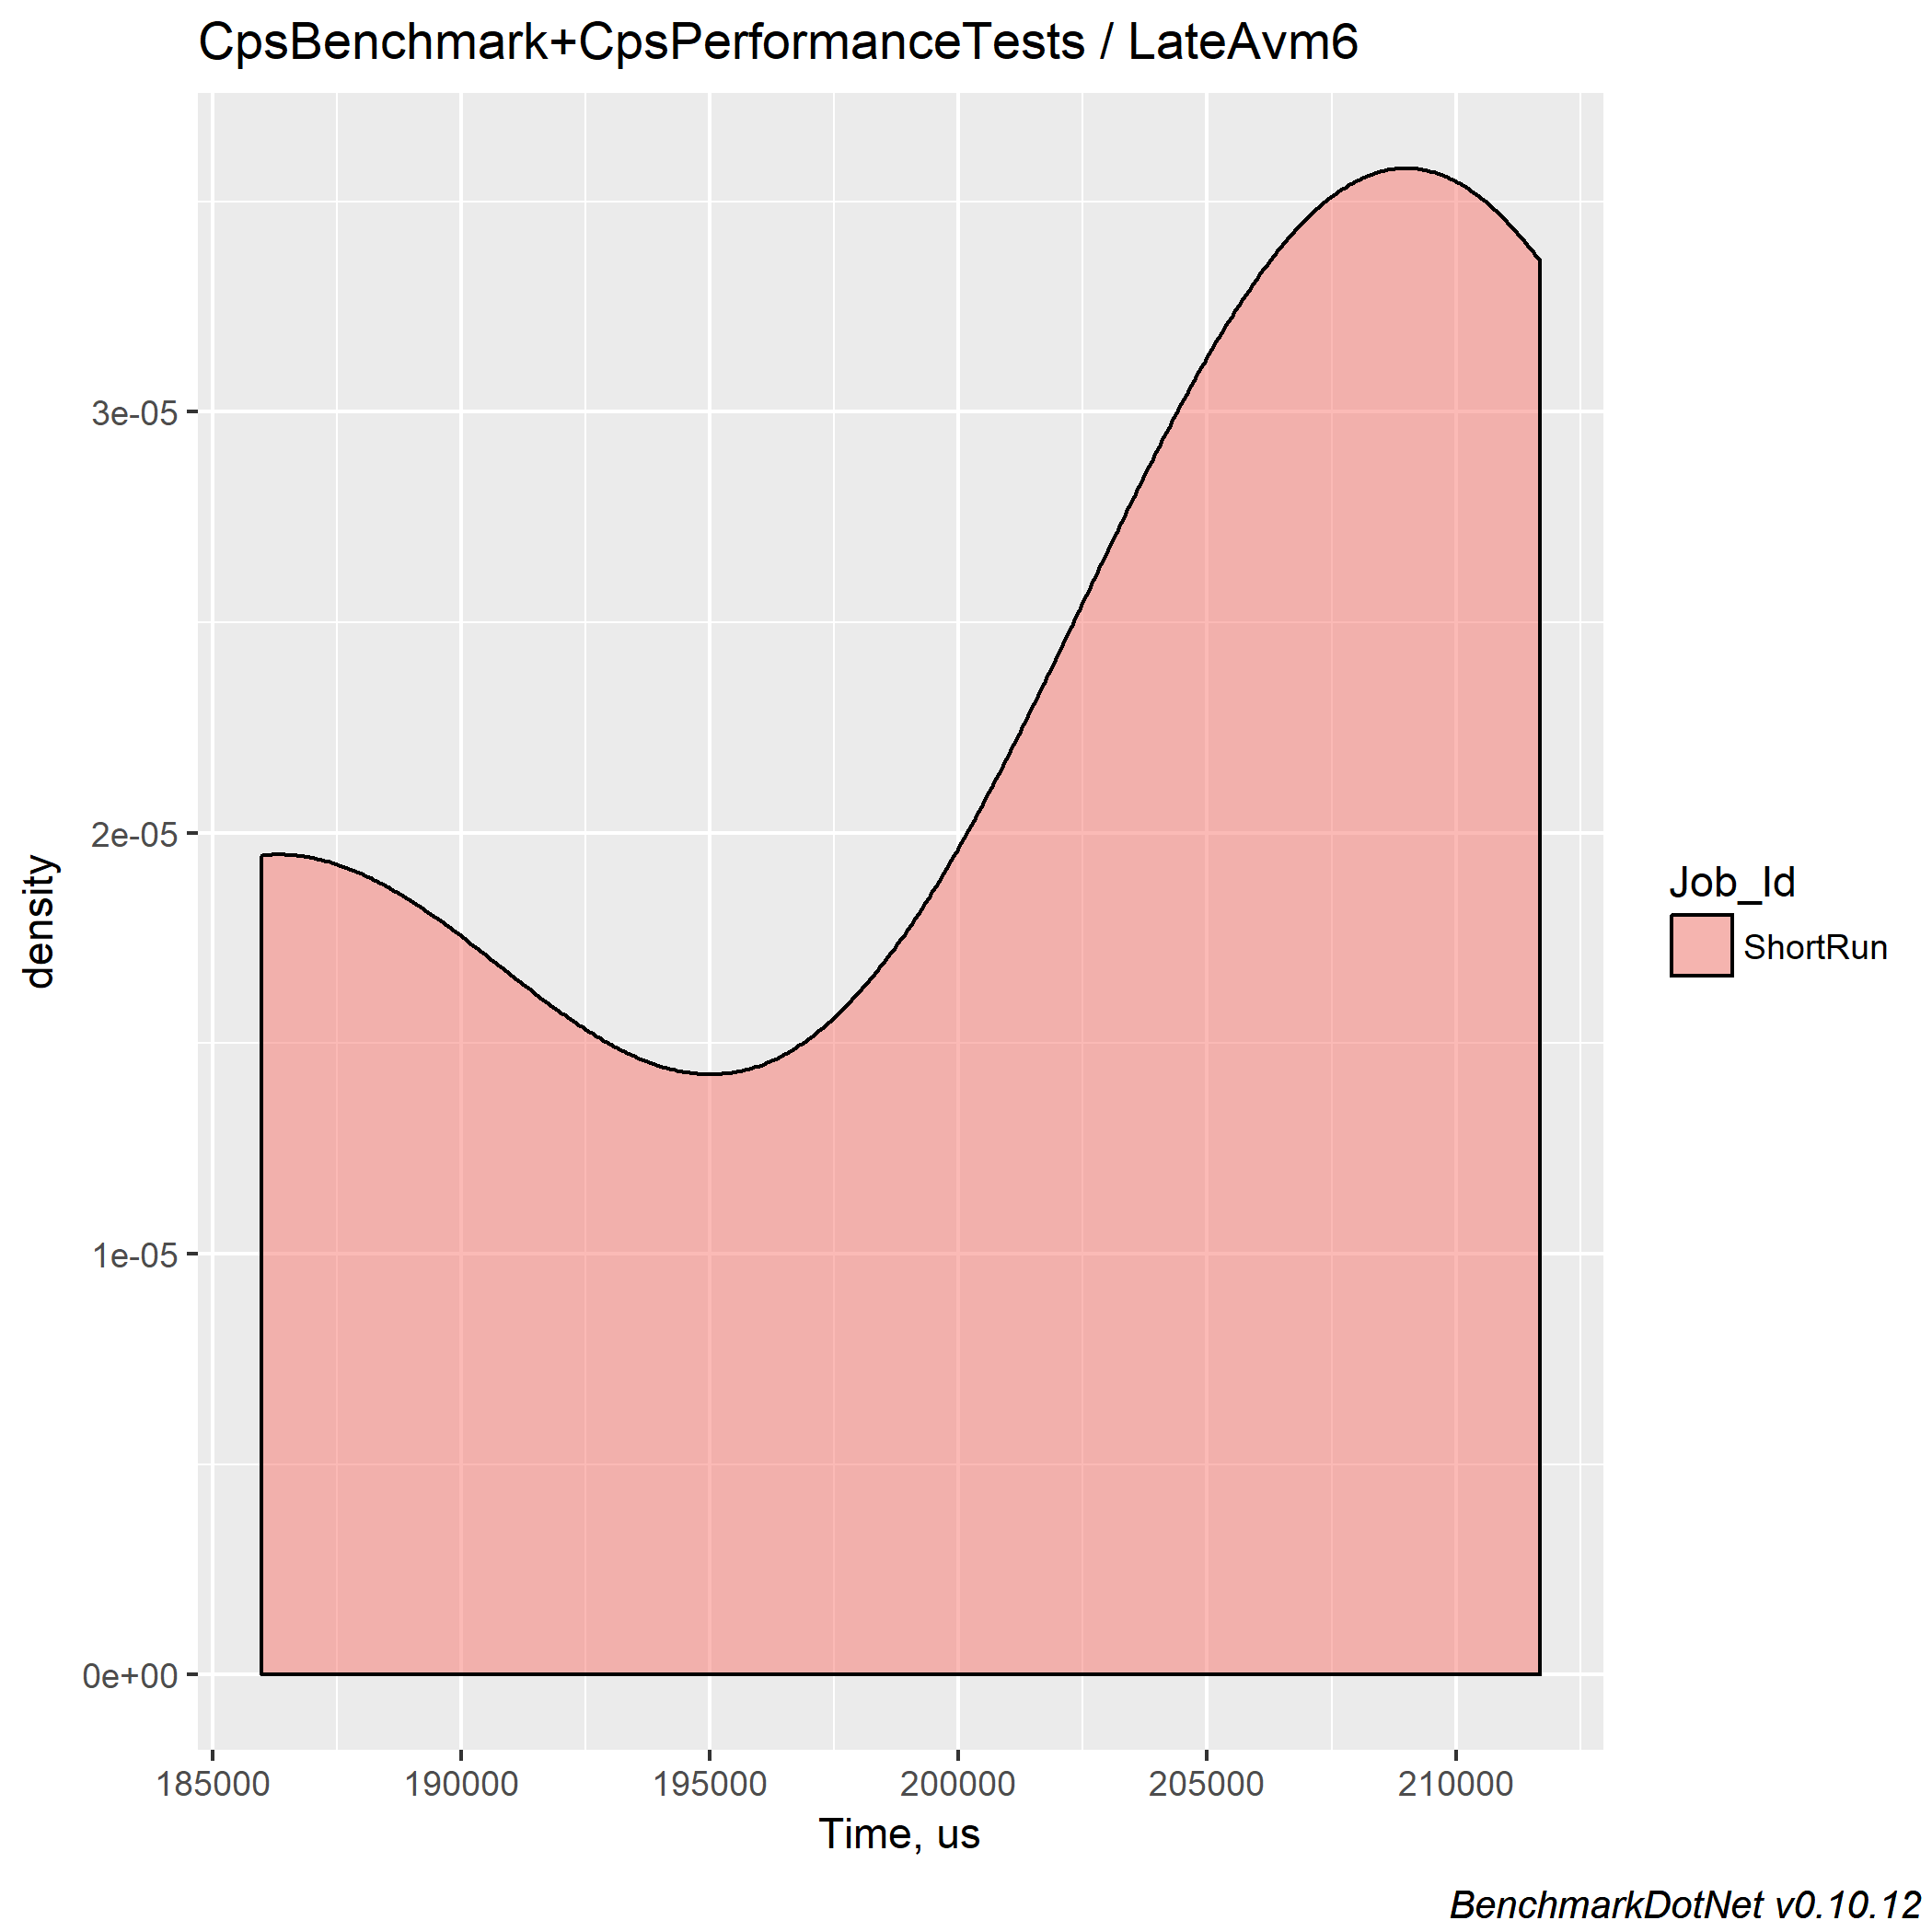 CpsBenchmark+CpsPerformanceTests / LateAvm6
density
3e-05
2e-05
1e-05
0e+00
185000 190000 195000 200000 205000 210000
Time, us
Job_Id
ShortRun
BenchmarkDotNet v0.10.12